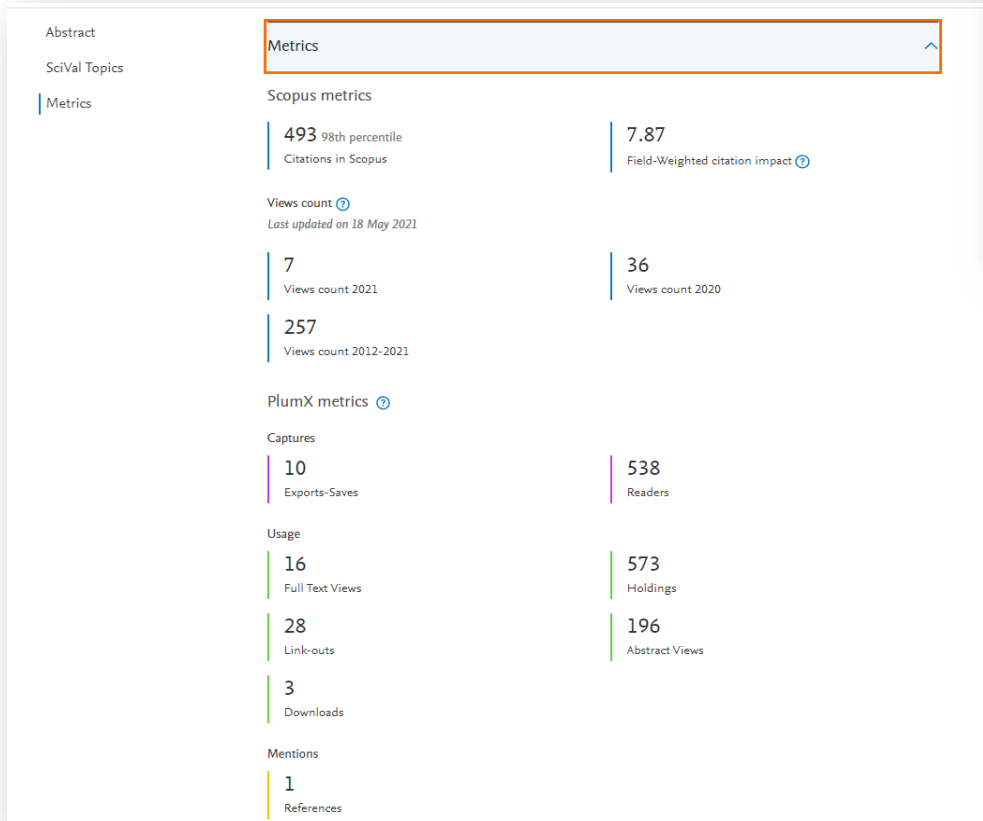 Abstract
SciVal Topics
Metrics
Metrics
Scopus metrics
493 98th percentile
Citations in Scopus
7.87
Field-Weighted citation impact ?
Views count ?
Last updated on 18 May 2021
7
Views count 2021
36
Views count 2020
257
Views count 2012-2021
PlumX metrics ?
Captures
10
Exports-Saves
538
Readers
Usage
16
Full Text Views
573
Holdings
28
Link-outs
196
Abstract Views
3
Downloads
Mentions
1
References